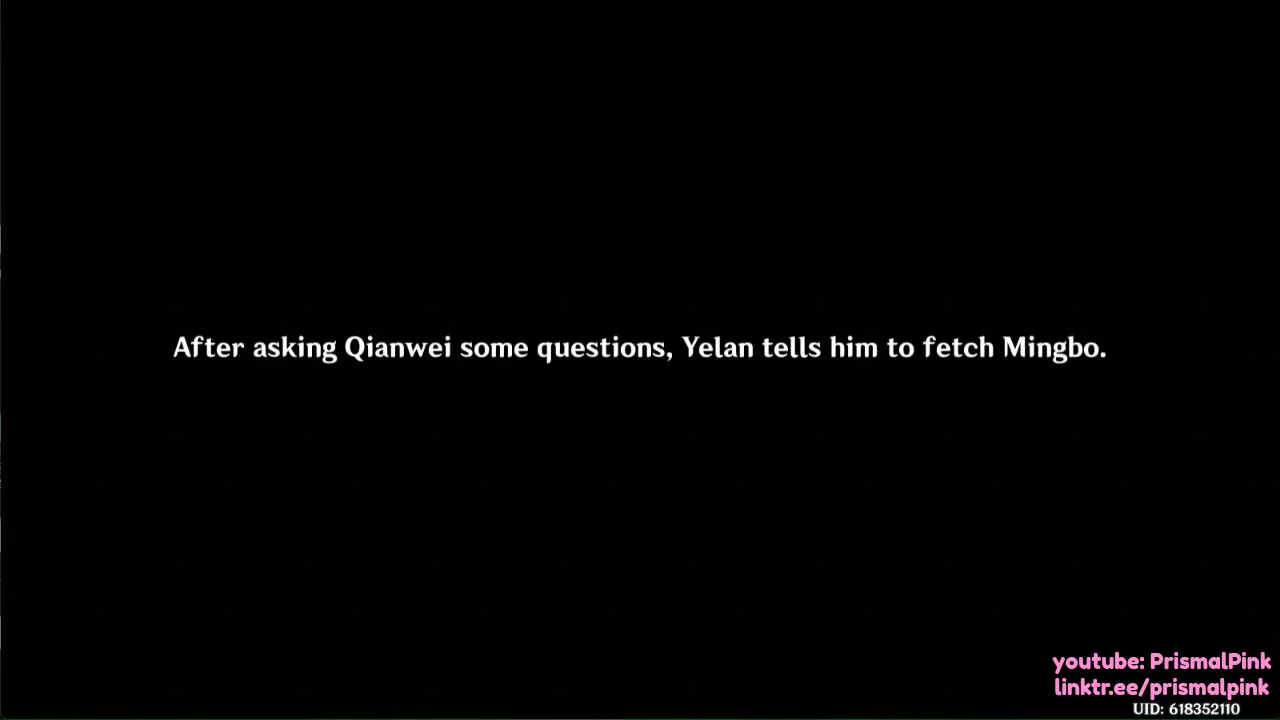 After asking Qianwei some questions, Yelan tells him to fetch Mingbo.
youtube: PrismalPink
linktr.ee/prismalpink
UID: 618352110